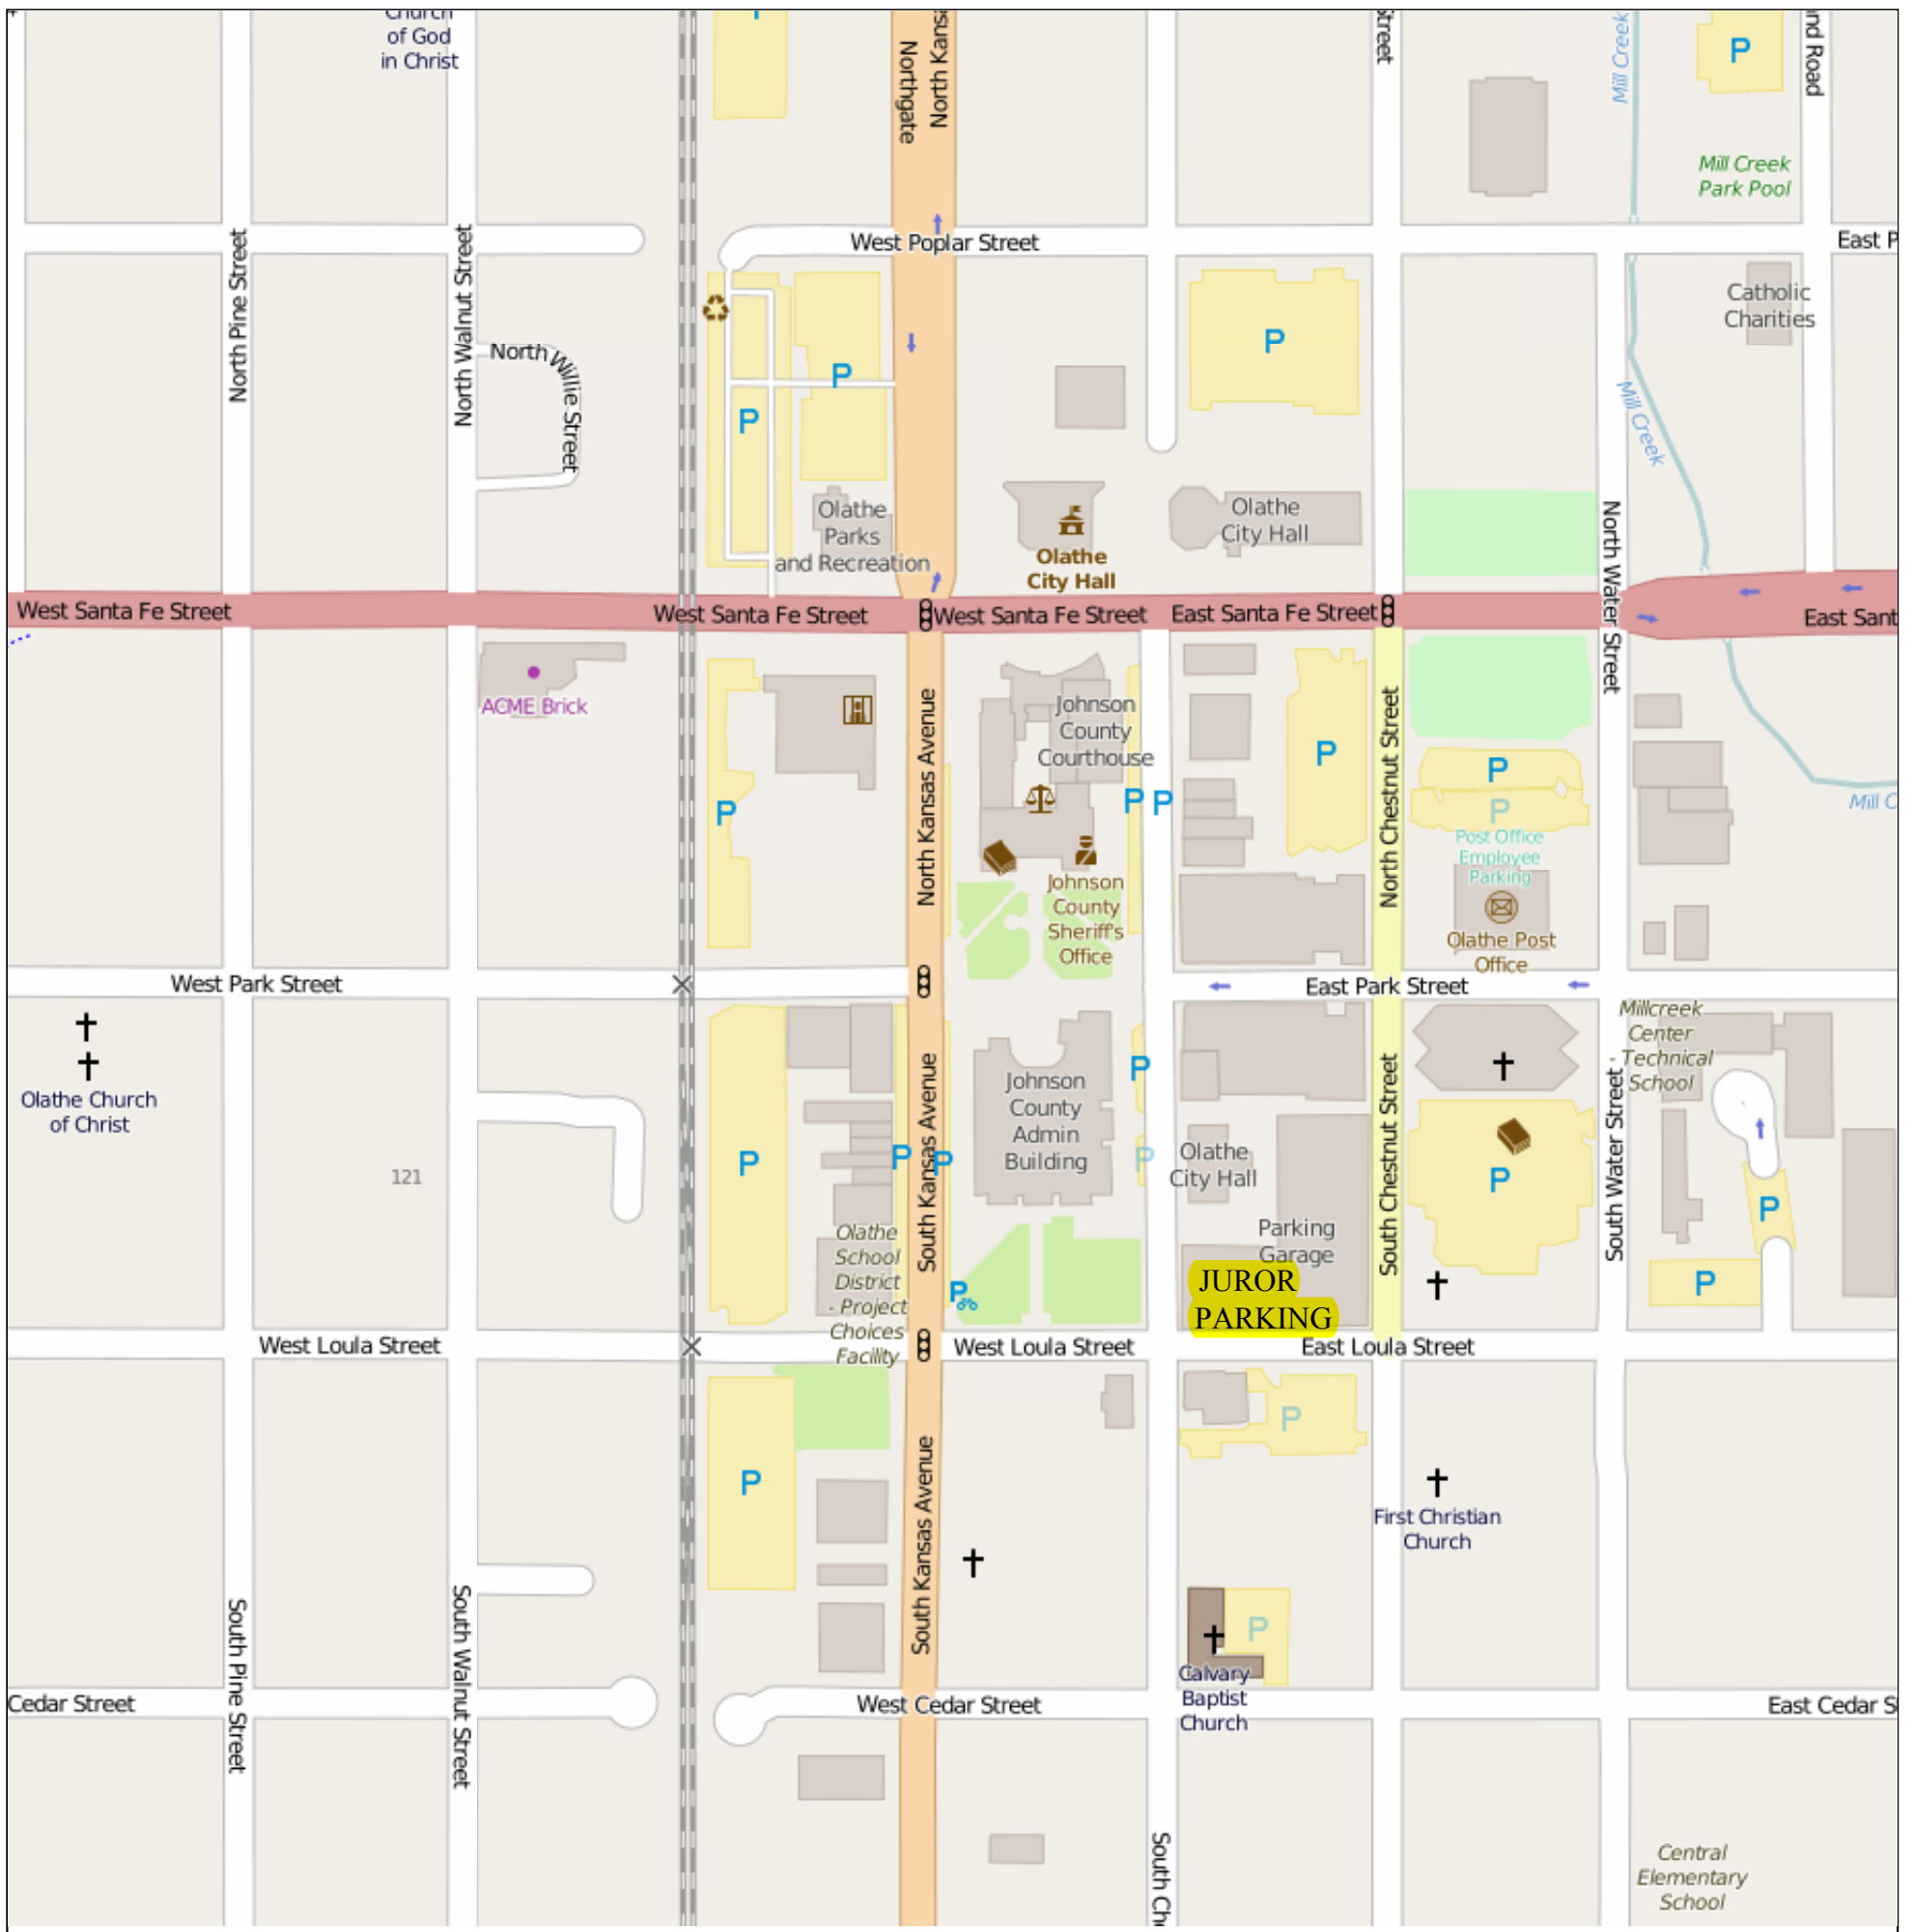 Church
of God
in Christ
Northgate
North Kansa
Street
Mill Creek
P
nd Road
Mill Creek
Park Pool
North Pine Street
North Walnut Street
West Poplar Street
East P
North Willie Street
P
P
P
Catholic
Charities
Mill Creek
Olathe
Parks
and Recreation
Olathe
City Hall
Olathe
City Hall
North Water Street
West Santa Fe Street
West Santa Fe Street
West Santa Fe Street
East Santa Fe Street
East Sant
ACME Brick
P
North Kansas Avenue
Johnson
County
Courthouse
P
P
P
North Chestnut Street
P
P
Post Office
Employee
Parking
Mill C
Johnson
County
Sheriff's
Office
Olathe Post
Office
West Park Street
East Park Street
Olathe Church
of Christ
121
P
South Kansas Avenue
P
P
Johnson
County
Admin
Building
P
P
Olathe
City Hall
Parking
Garage
JUROR
PARKING
South Chestnut Street
P
South Water Street
Millcreek
Center
- Technical
School
P
P
Olathe
School
District
- Project
Choices
Facility
P
West Loula Street
West Loula Street
East Loula Street
P
South Kansas Avenue
P
First Christian
Church
South Pine Street
South Walnut Street
P
Calvary
Baptist
Church
Cedar Street
West Cedar Street
East Cedar S
South Ch
Central
Elementary
School